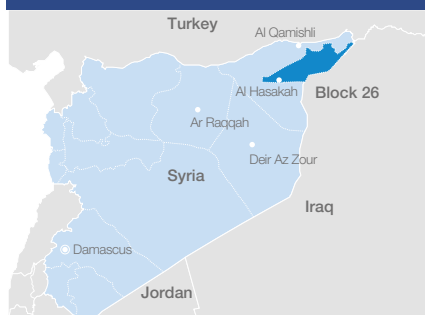 Turkey
Al Qamishli
Al Hasakah
Block 26
Ar Raqqah
Deir Az Zour
Syria
Iraq
Damascus
Jordan